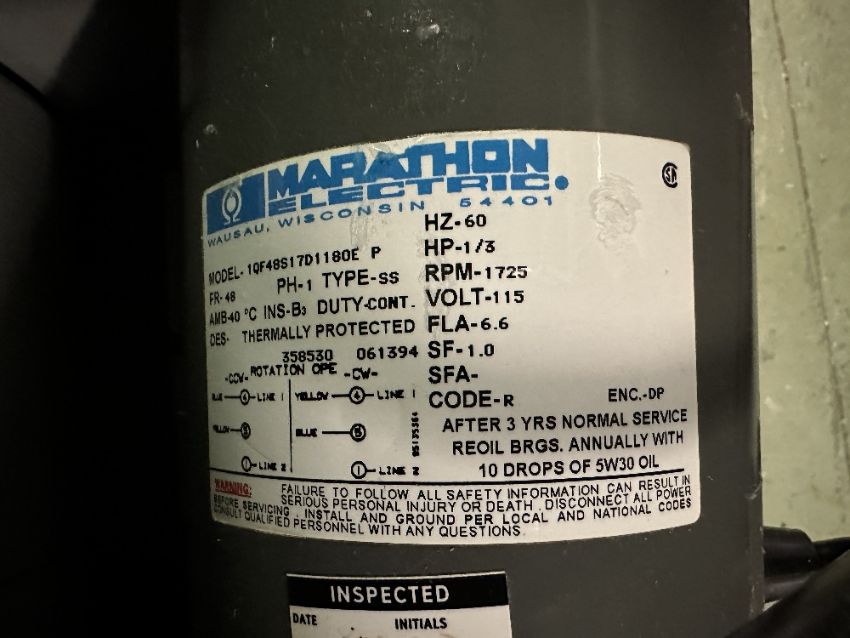 MARATHON
ELECTRIC.
WAUSAU, WISCONSIN 54401
HZ-60
MODEL- 1QF48S17D1180E P HP-1/3
FR-48 PH-1 TYPE-SS RPM-1725
AMB-40 °C INS-B3 DUTY-CONT. VOLT-115
DES- THERMALLY PROTECTED FLA-6.6
358530 061394 SF-1.0
-CCW- ROTATION OPE -CW- SFA-
BLUE 4 LINE 1 YELLOW 4 LINE 1 CODE-R ENC.-DP
YELLOW 5 BLUE 5
1 LINE 2 1 LINE 2
AFTER 3 YRS NORMAL SERVICE
REOIL BRGS. ANNUALLY WITH
10 DROPS OF 5W30 OIL
WARNING: FAILURE TO FOLLOW ALL SAFETY INFORMATION CAN RESULT IN
SERIOUS PERSONAL INJURY OR DEATH. DISCONNECT ALL POWER
BEFORE SERVICING. INSTALL AND GROUND PER LOCAL AND NATIONAL CODES
CONSULT QUALIFIED PERSONNEL WITH ANY QUESTIONS.
INSPECTED
DATE INITIALS